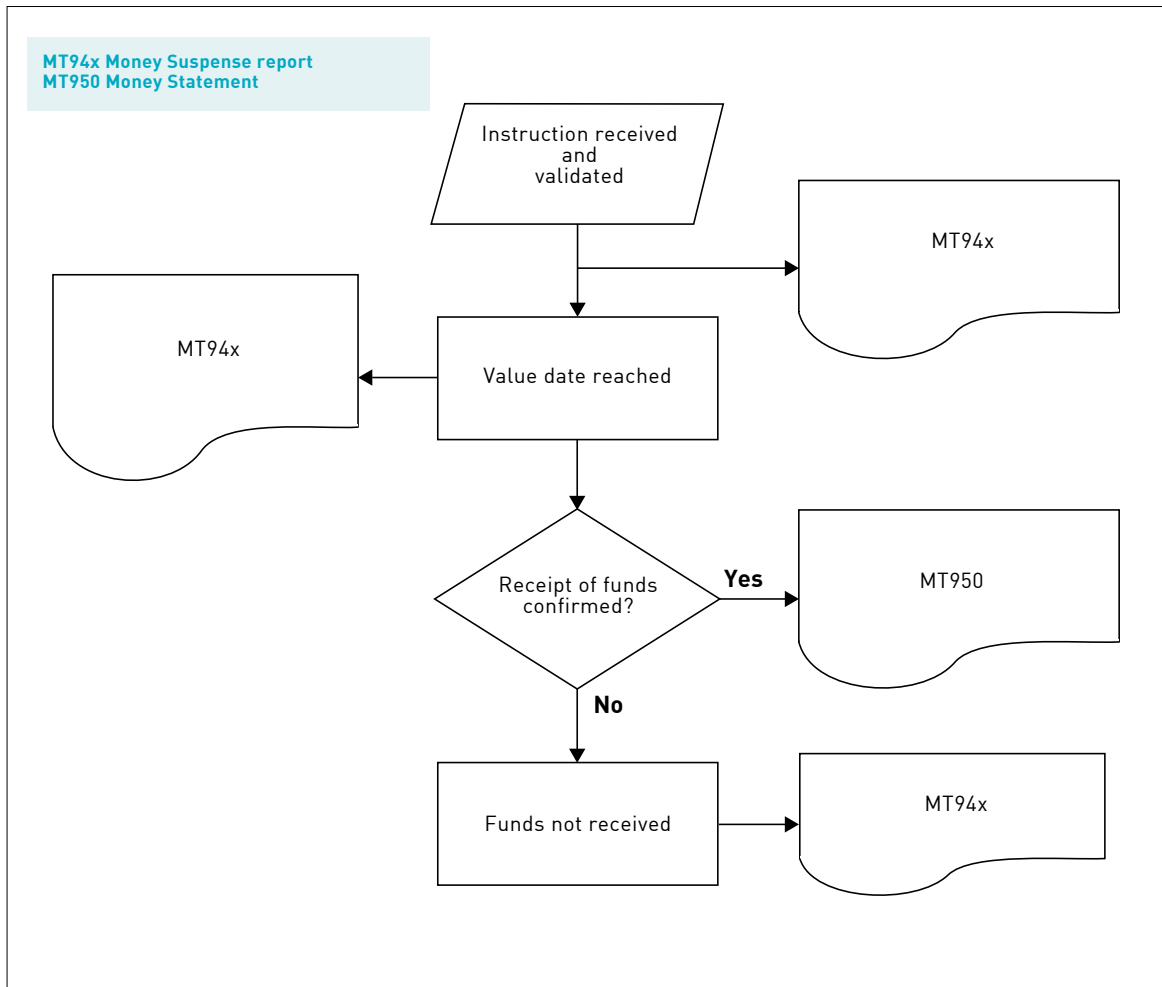 MT94x Money Suspense report
MT950 Money Statement
Instruction received
and
validated
MT94x
MT94x
Value date reached
Receipt of funds
confirmed?
Yes
MT950
No
Funds not received
MT94x